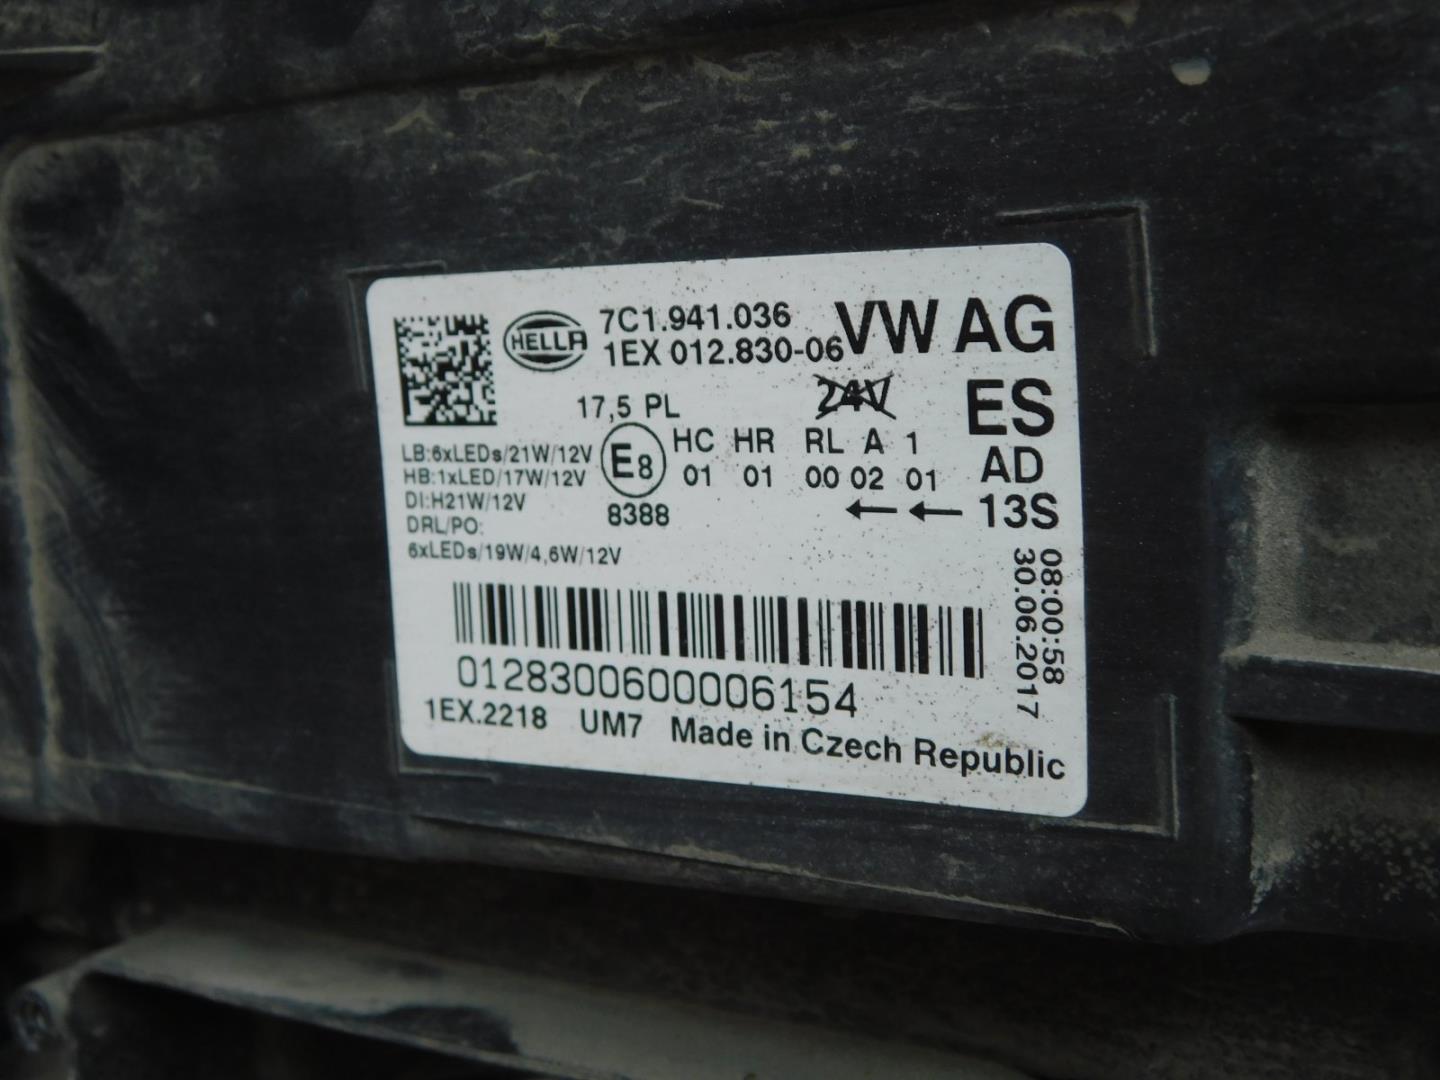 HELLA 7C1.941.036 VW AG
1EX 012.830-06
17,5 PL 24V ES
LB:6xLEDs/21W/12V E8 HC HR RL A 1 AD
HB:1xLED/17W/12V 01 01 00 02 01
DI:H21W/12V 8388 ←← 13S
DRL/PO:
6xLEDs/19W/4,6W/12V
08:00:58
30.06.2017
0128300600006154
1EX.2218 UM7 Made in Czech Republic